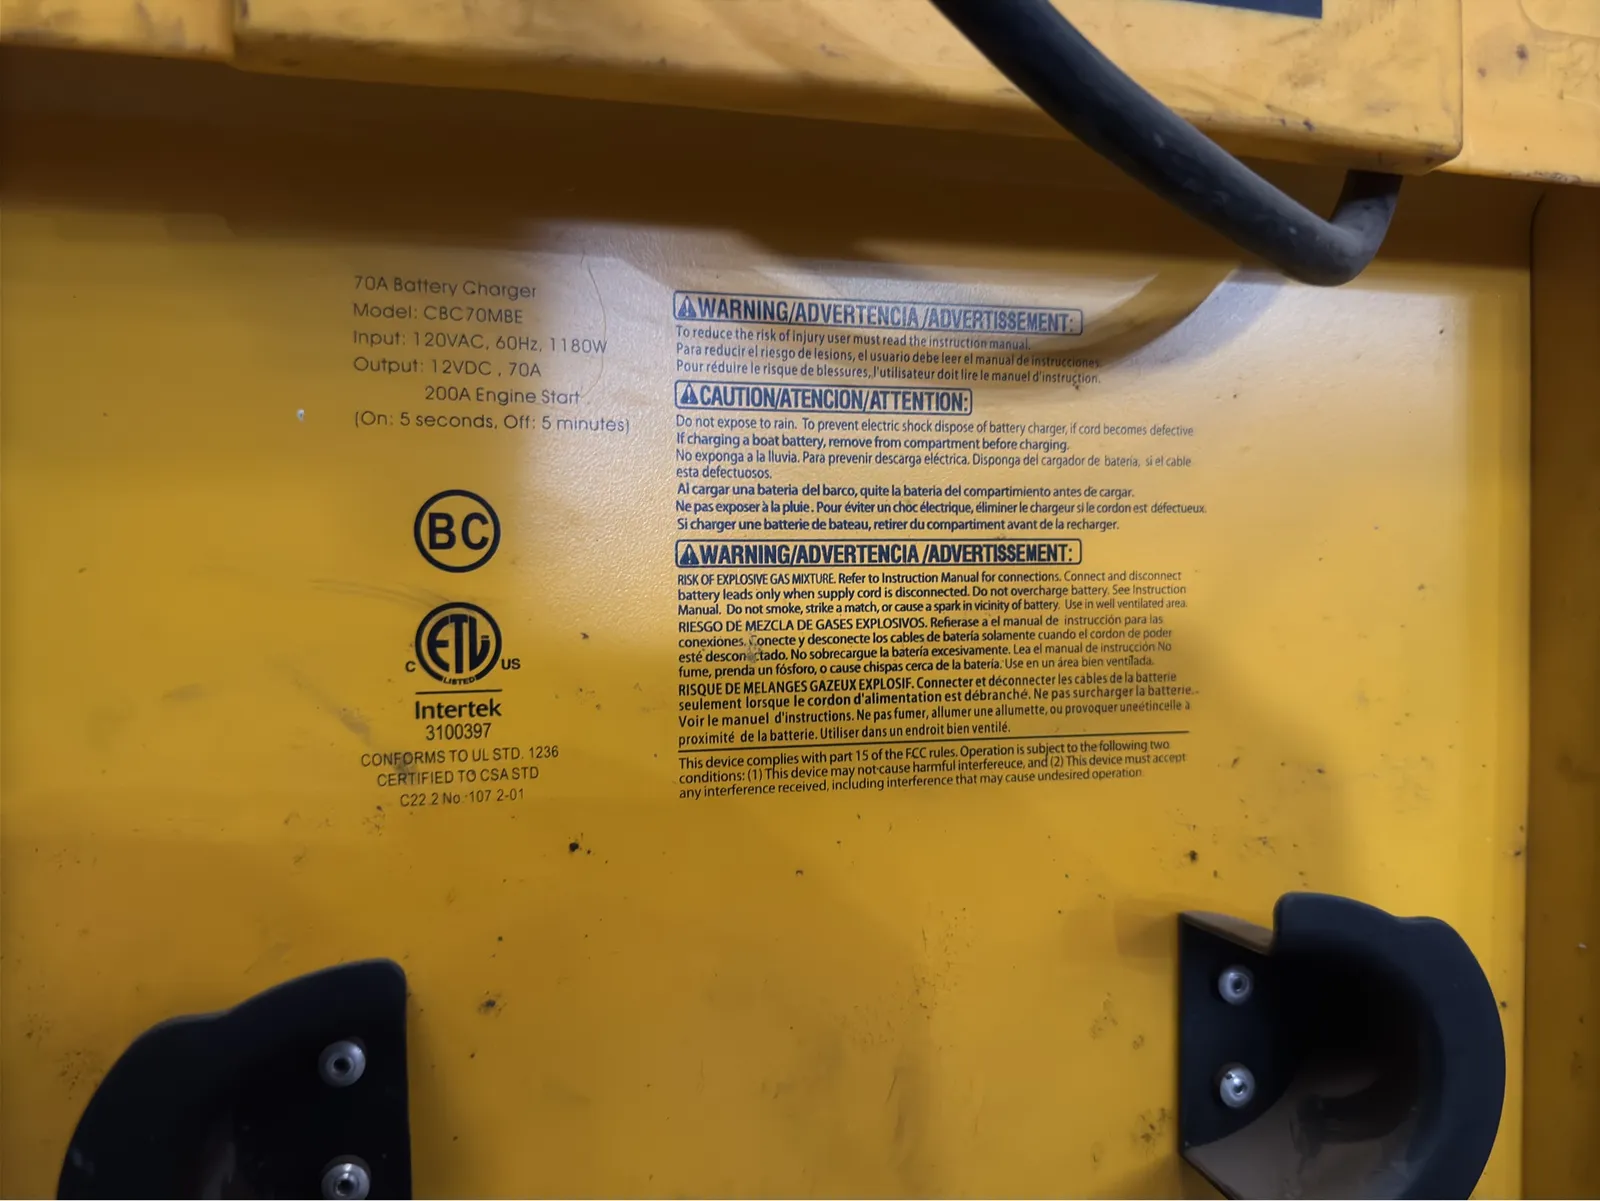 70A Battery Charger
Model: CBC70MBE
Input: 120VAC, 60Hz, 1180W
Output: 12VDC , 70A
200A Engine Start
(On: 5 seconds, Off: 5 minutes)
BC
ETL
LISTED
C
US
Intertek
3100397
CONFORMS TO UL STD. 1236
CERTIFIED TO CSA STD
C22 2 No. 107 2-01
WARNING/ADVERTENCIA /ADVERTISSEMENT:
To reduce the risk of injury user must read the instruction manual.
Para reducir el riesgo de lesions, el usuario debe leer el manual de instrucciones.
Pour réduire le risque de blessures, l'utilisateur doit lire le manuel d'instruction.
CAUTION/ATENCION/ATTENTION:
Do not expose to rain. To prevent electric shock dispose of battery charger, if cord becomes defective
If charging a boat battery, remove from compartment before charging.
No exponga a la lluvia. Para prevenir descarga eléctrica. Disponga del cargador de batería, si el cable
esta defectuosos.
Al cargar una bateria del barco, quite la bateria del compartimiento antes de cargar.
Ne pas exposer à la pluie. Pour éviter un choc électrique, éliminer le chargeur si le cordon est défectueux.
Si charger une batterie de bateau, retirer du compartiment avant de la recharger.
WARNING/ADVERTENCIA /ADVERTISSEMENT:
RISK OF EXPLOSIVE GAS MIXTURE. Refer to Instruction Manual for connections. Connect and disconnect
battery leads only when supply cord is disconnected. Do not overcharge battery. See Instruction
Manual. Do not smoke, strike a match, or cause a spark in vicinity of battery. Use in well ventilated area.
RIESGO DE MEZCLA DE GASES EXPLOSIVOS. Refierase a el manual de instrucción para las
conexiones. Conecte y desconecte los cables de batería solamente cuando el cordon de poder
esté desconectado. No sobrecargue la batería excesivamente. Lea el manual de instrucción No
fume, prenda un fósforo, o cause chispas cerca de la batería. Use en un área bien ventilada.
RISQUE DE MELANGES GAZEUX EXPLOSIF. Connecter et déconnecter les cables de la batterie
seulement lorsque le cordon d'alimentation est débranché. Ne pas surcharger la batterie.
Voir le manuel d'instructions. Ne pas fumer, allumer une allumette, ou provoquer uneétincelle à
proximité de la batterie. Utiliser dans un endroit bien ventilé.
This device complies with part 15 of the FCC rules. Operation is subject to the following two
conditions: (1) This device may not cause harmful interfereuce, and (2) This device must accept
any interference received, including interference that may cause undesired operation.